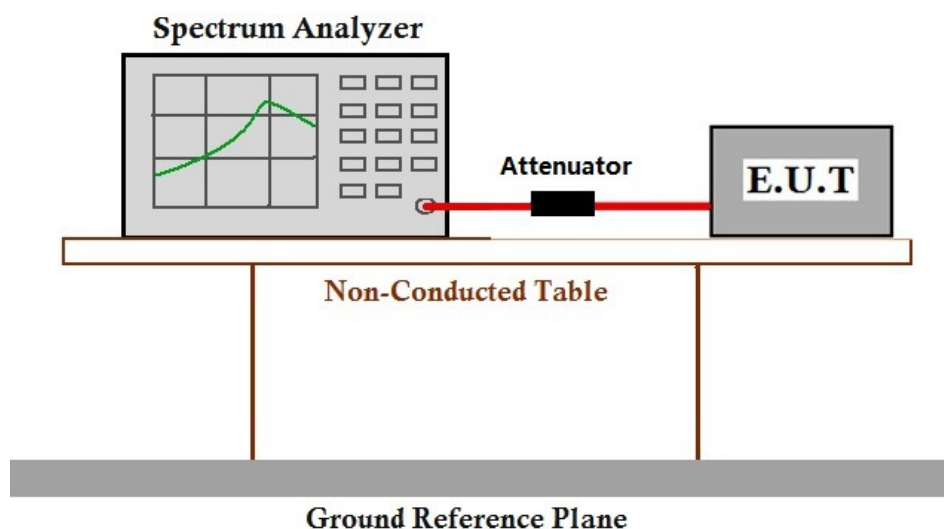 Spectrum Analyzer
Attenuator
E.U.T
Non-Conducted Table
Ground Reference Plane